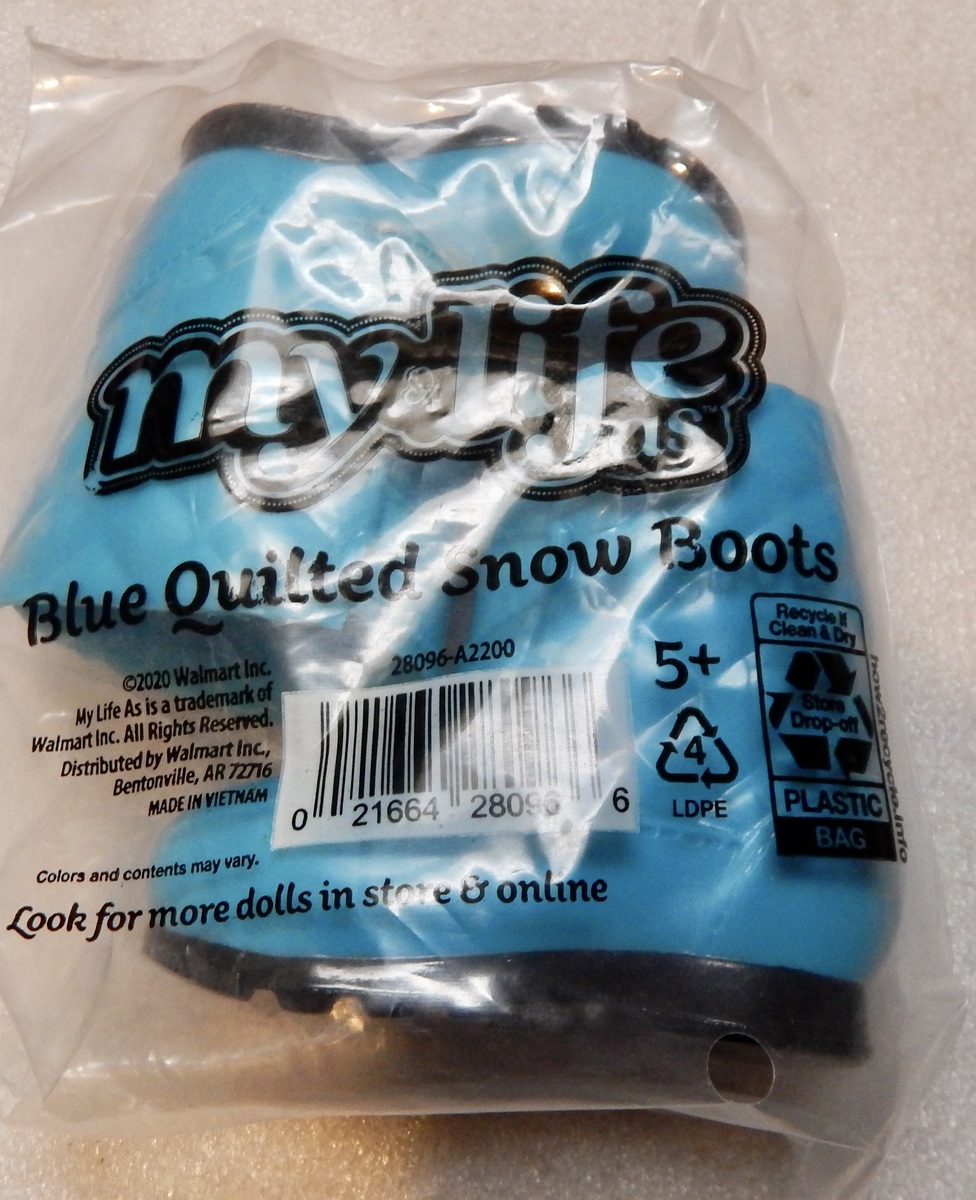 my life
as™
Blue Quilted Snow Boots
28096-A2200
©2020 Walmart Inc.
My Life As is a trademark of
Walmart Inc. All Rights Reserved.
Distributed by Walmart Inc.,
Bentonville, AR 72716
MADE IN VIETNAM
0 21664 28096 6
5+
4
LDPE
Recycle if
Clean & Dry
Store
Drop-off
PLASTIC
BAG
how2recycle.info
Colors and contents may vary.
Look for more dolls in store & online